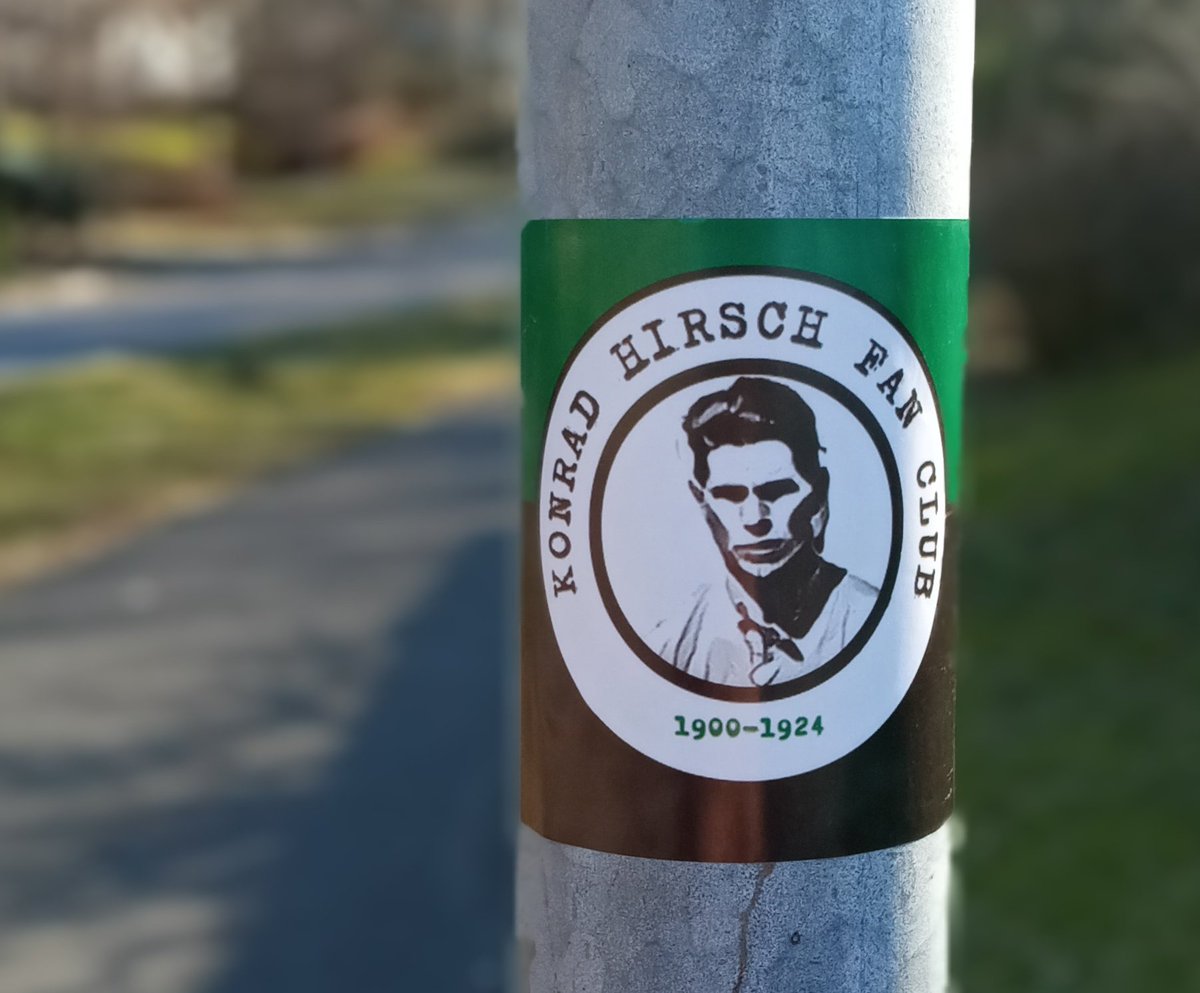 KONRAD HIRSCH FAN CLUB
1900-1924